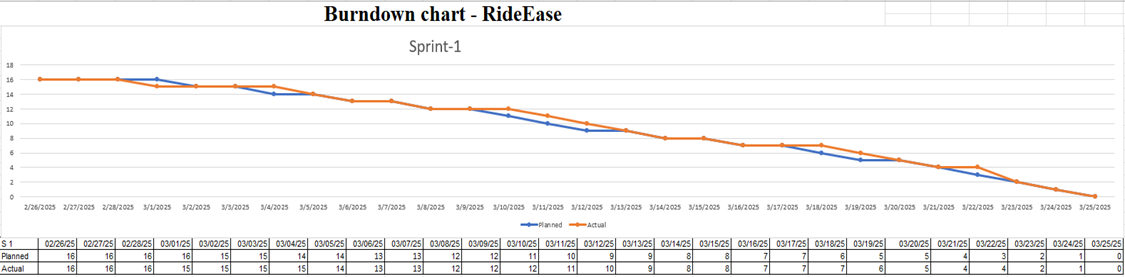 Burndown chart - RideEase
Sprint-1
18
16
14
12
10
8
6
4
2
0
2/26/2025 2/27/2025 2/28/2025 3/1/2025 3/2/2025 3/3/2025 3/4/2025 3/5/2025 3/6/2025 3/7/2025 3/8/2025 3/9/2025 3/10/2025 3/11/2025 3/12/2025 3/13/2025 3/14/2025 3/15/2025 3/16/2025 3/17/2025 3/18/2025 3/19/2025 3/20/2025 3/21/2025 3/22/2025 3/23/2025 3/24/2025 3/25/2025
Planned Actual
S 1 02/26/25 02/27/25 02/28/25 03/01/25 03/02/25 03/03/25 03/04/25 03/05/25 03/06/25 03/07/25 03/08/25 03/09/25 03/10/25 03/11/25 03/12/25 03/13/25 03/14/25 03/15/25 03/16/25 03/17/25 03/18/25 03/19/25 03/20/25 03/21/25 03/22/25 03/23/25 03/24/25 03/25/25
Planned 16 16 16 16 15 15 14 14 13 13 12 12 11 10 9 9 8 8 7 7 6 5 5 4 3 2 1 0
Actual 16 16 16 15 15 15 15 14 13 13 12 12 12 11 10 9 8 8 7 7 7 6 5 4 4 2 1 0